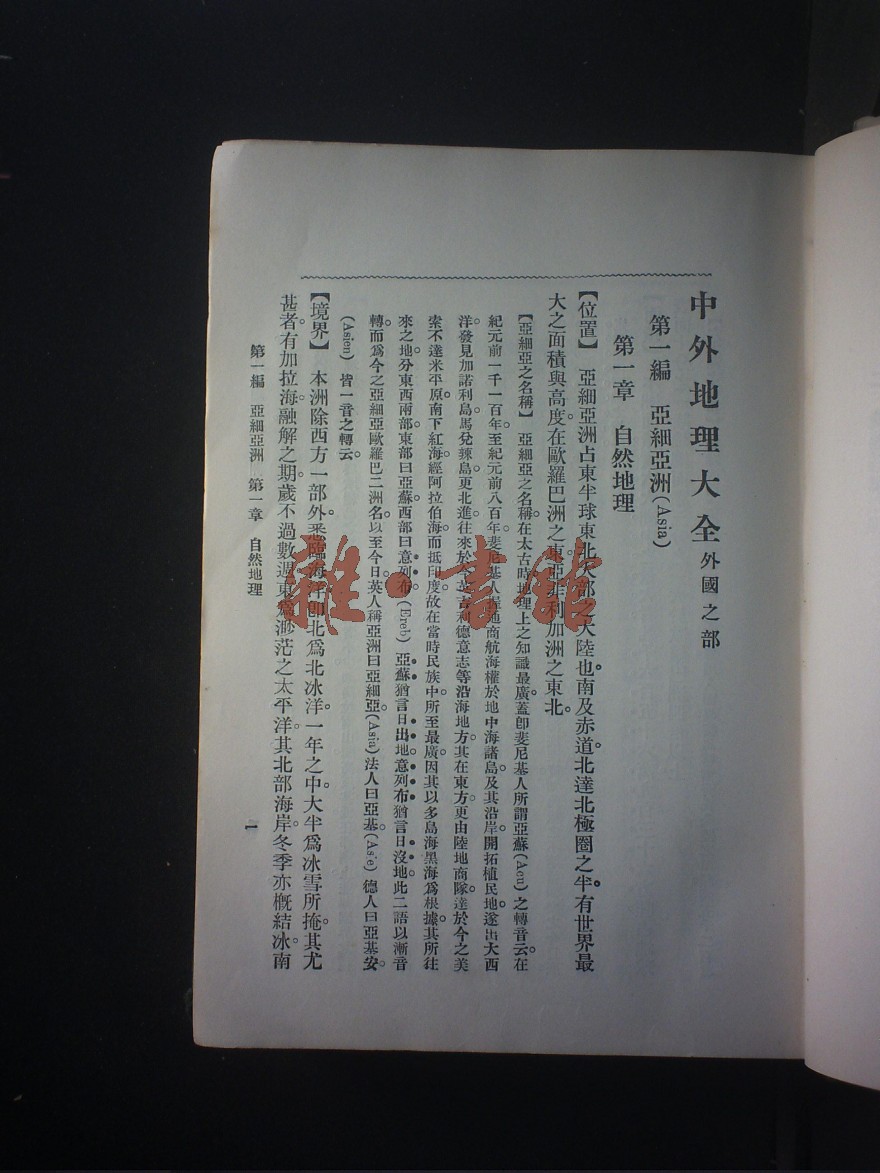 中外地理大全外國之部
第一編　亞細亞洲(Asia)
第一章　自然地理
【位置】　亞細亞洲占東半球東北大部之大陸也。南及赤道。北達北極圈之半。有世界最
大之面積與高度。在歐羅巴洲之東。亞非利加洲之東北。
【亞細亞之名稱】　亞細亞之名稱。在太古時地理上之知識最廣。蓋卽斐尼基人所謂亞蘇(Acu)之轉音云。在
紀元前一千一百年。至紀元前八百年。斐尼基人握通商航海權於地中海諸島及其沿岸。開拓植民地。遂出大西
洋。發見加諾利島。馬兌辣島。更北進。往來於今英吉利德意志等沿海地方。其在東方。更由陸地商隊。達於今之美
索不達米平原。南下紅海。經阿拉伯海。而抵印度。故在當時民族中。所至最廣。因其以多島海黑海爲根據。其所往
來之地。分東西兩部。東部曰亞蘇。西部曰意列布(Ereb)亞蘇猶言日出地。意列布猶言日沒地。此二語以漸音
轉。而爲今之亞細亞歐羅巴二洲名。以至今日。英人稱亞洲曰亞細亞(Asia)法人曰亞基(Asie)德人曰亞基安
(Asien)皆一音之轉云。
【境界】　本洲除西方一部外。悉臨海洋。卽北爲北冰洋。一年之中。大半爲冰雪所掩。其尤
甚者。有加拉海。融解之期。歲不過數週。東爲渺茫之太平洋。其北部海岸。冬季亦槪結冰。南
第一編　亞細亞洲　第一章　自然地理
一
雜·書館